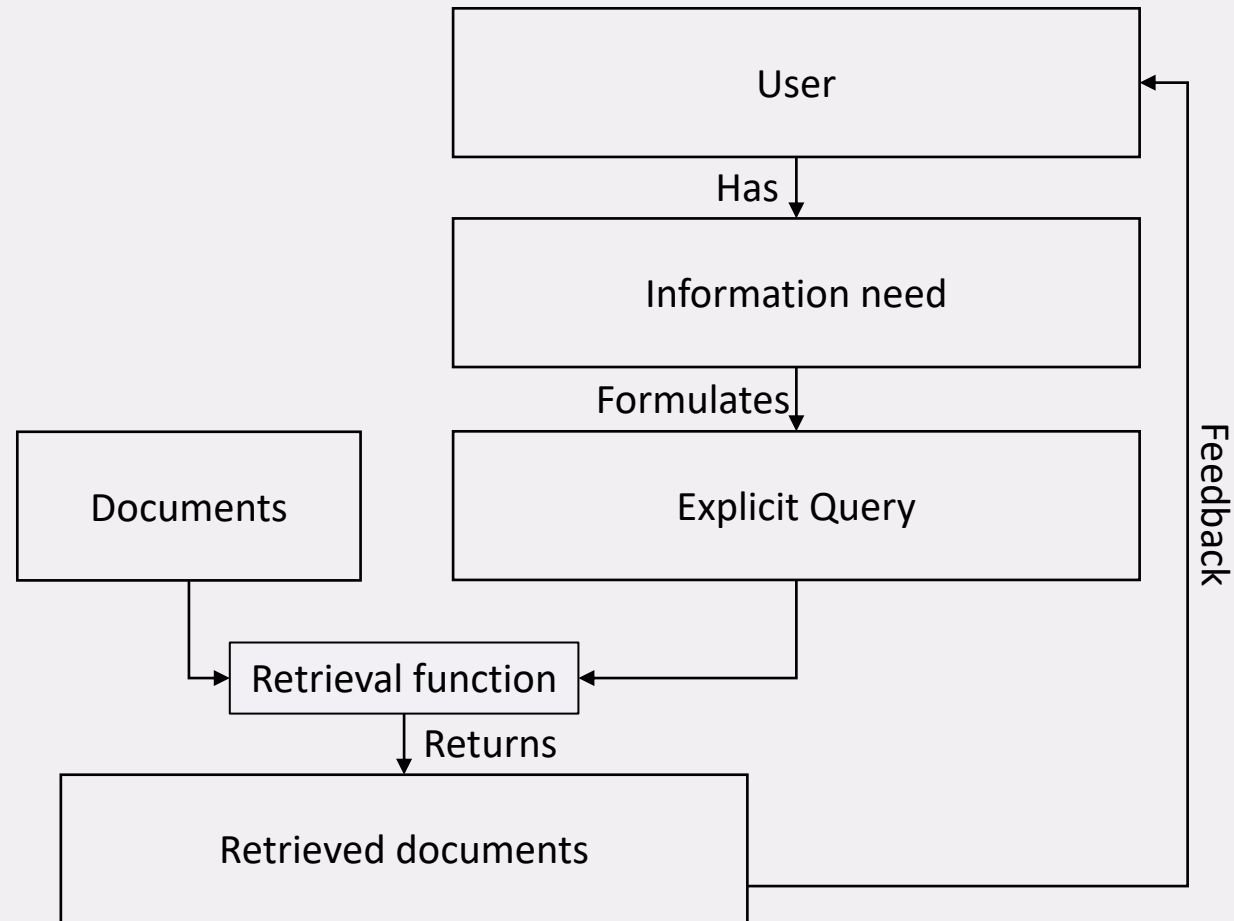 User
Has
Information need
Formulates
Documents
Explicit Query
Feedback
Retrieval function
Returns
Retrieved documents